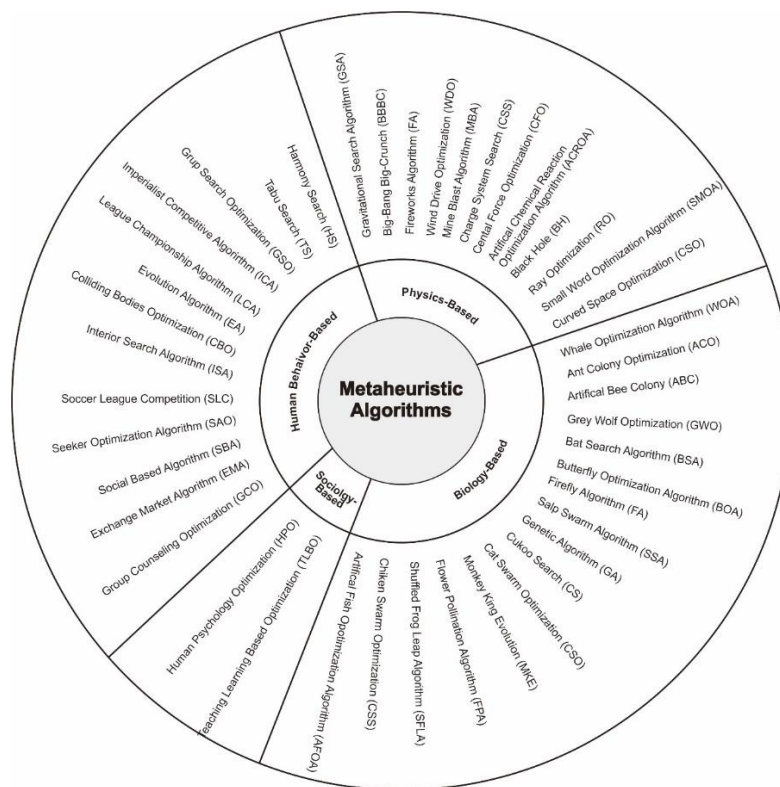 Metaheuristic
Algorithms
Physics-Based
Gravitational Search Algorithm (GSA)
Big-Bang Big-Crunch (BBBC)
Fireworks Algorithm (FA)
Wind Drive Optimization (WDO)
Mine Blast Algorithm (MBA)
Charge System Search (CSS)
Cental Force Optimization (CFO)
Artifical Chemical Reaction
Optimization Algorithm (ACROA)
Black Hole (BH)
Ray Optimization (RO)
Small Word Optimization Algorithm (SMOA)
Curved Space Optimization (CSO)
Biology-Based
Whale Optimization Algorithm (WOA)
Ant Colony Optimization (ACO)
Artifical Bee Colony (ABC)
Grey Wolf Optimization (GWO)
Bat Search Algorithm (BSA)
Butterfly Optimization Algorithm (BOA)
Firefly Algorithm (FA)
Salp Swarm Algorithm (SSA)
Genetic Algorithm (GA)
Cukoo Search (CS)
Cat Swarm Optimization (CSO)
Monkey King Evolution (MKE)
Flower Pollination Algorithm (FPA)
Shuffled Frog Leap Algorithm (SFLA)
Chiken Swarm Optimization (CSS)
Artifical Fish Opotimization Algorithm (AFOA)
Sociolgy-
Based
Teaching Learning Based Optimization (TLBO)
Human Psychology Optimization (HPO)
Human Behaivor-Based
Group Counseling Optimization (GCO)
Exchange Market Algorithm (EMA)
Social Based Algorithm (SBA)
Seeker Optimization Algorithm (SAO)
Soccer League Competition (SLC)
Interior Search Algorithm (ISA)
Colliding Bodies Optimization (CBO)
Evolution Algorithm (EA)
League Championship Algorithm (LCA)
Imperialist Competitive Algorithm (ICA)
Grup Search Optimization (GSO)
Tabu Search (TS)
Harmony Search (HS)